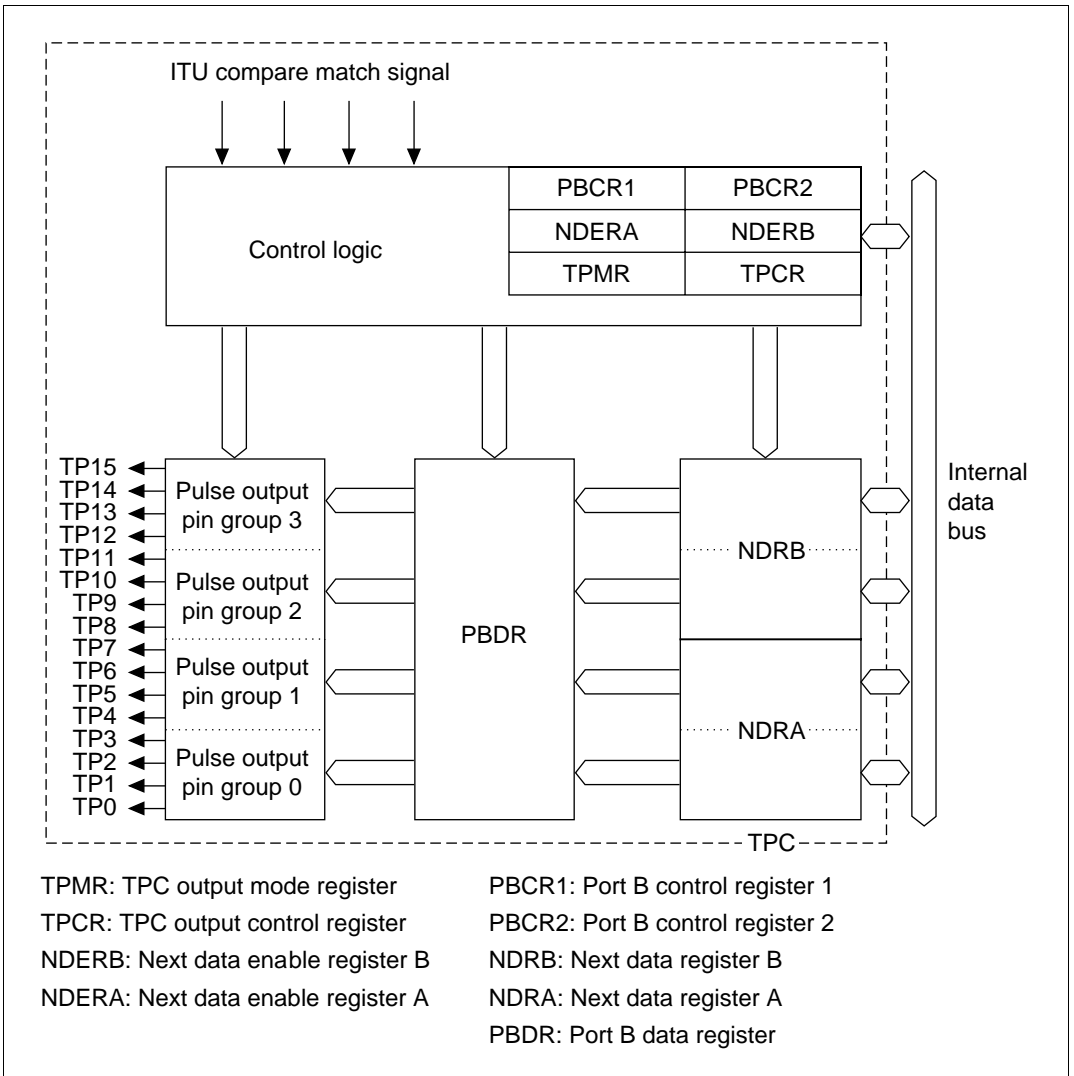 ITU compare match signal
PBCR1 PBCR2
NDERA NDERB
TPMR TPCR
Control logic
Internal
data
bus
TP15
TP14
TP13
TP12
TP11
TP10
TP9
TP8
TP7
TP6
TP5
TP4
TP3
TP2
TP1
TP0
Pulse output
pin group 3
Pulse output
pin group 2
Pulse output
pin group 1
Pulse output
pin group 0
PBDR
NDRB
NDRA
TPC
TPMR: TPC output mode register
TPCR: TPC output control register
NDERB: Next data enable register B
NDERA: Next data enable register A
PBCR1: Port B control register 1
PBCR2: Port B control register 2
NDRB: Next data register B
NDRA: Next data register A
PBDR: Port B data register